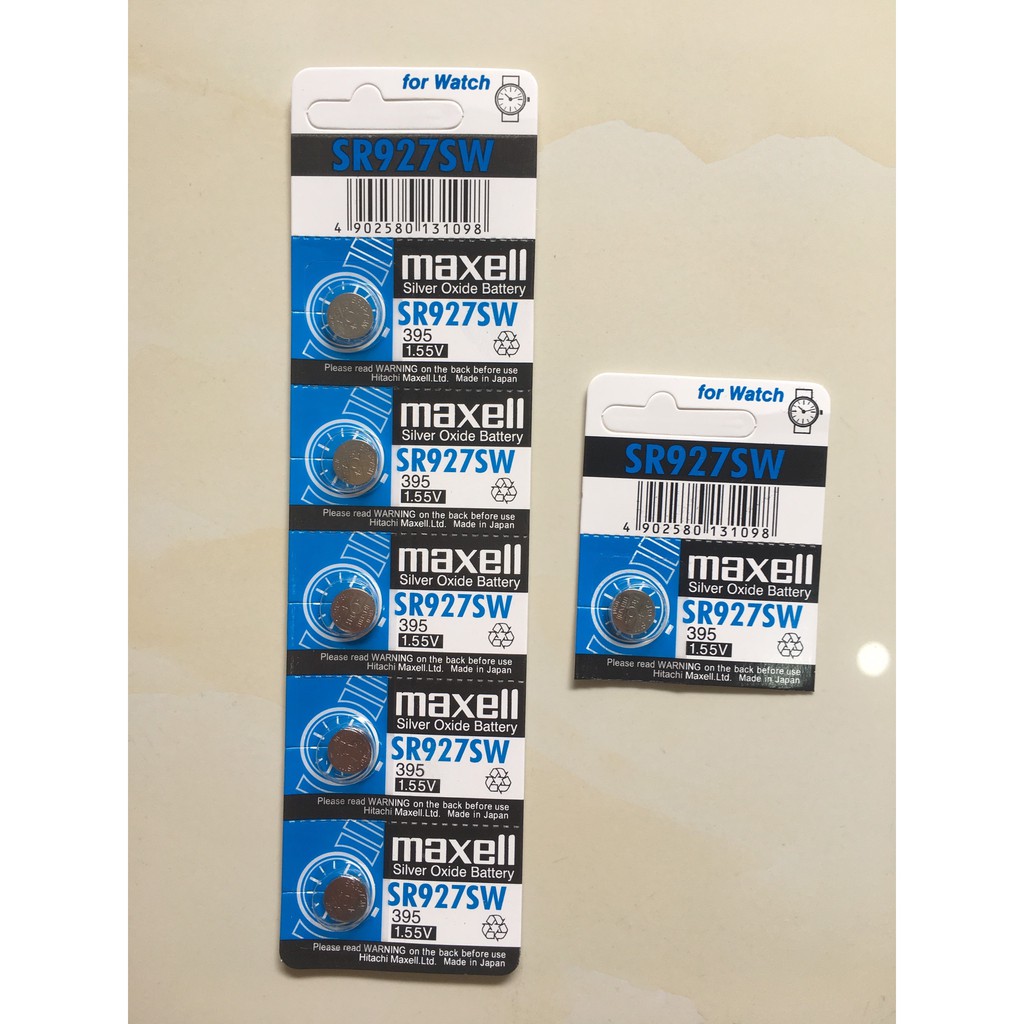 for Watch
SR927SW
4 902580 131098
maxell
Silver Oxide Battery
SR927SW
395
1.55V
Please read WARNING on the back before use
Hitachi Maxell.Ltd. Made in Japan
maxell
Silver Oxide Battery
SR927SW
395
1.55V
Please read WARNING on the back before use
Hitachi Maxell.Ltd. Made in Japan
maxell
Silver Oxide Battery
SR927SW
395
1.55V
Please read WARNING on the back before use
Hitachi Maxell.Ltd. Made in Japan
maxell
Silver Oxide Battery
SR927SW
395
1.55V
Please read WARNING on the back before use
Hitachi Maxell.Ltd. Made in Japan
maxell
Silver Oxide Battery
SR927SW
395
1.55V
Please read WARNING on the back before use
Hitachi Maxell.Ltd. Made in Japan
for Watch
SR927SW
4 902580 131098
maxell
Silver Oxide Battery
SR927SW
395
1.55V
Please read WARNING on the back before use
Hitachi Maxell.Ltd. Made in Japan